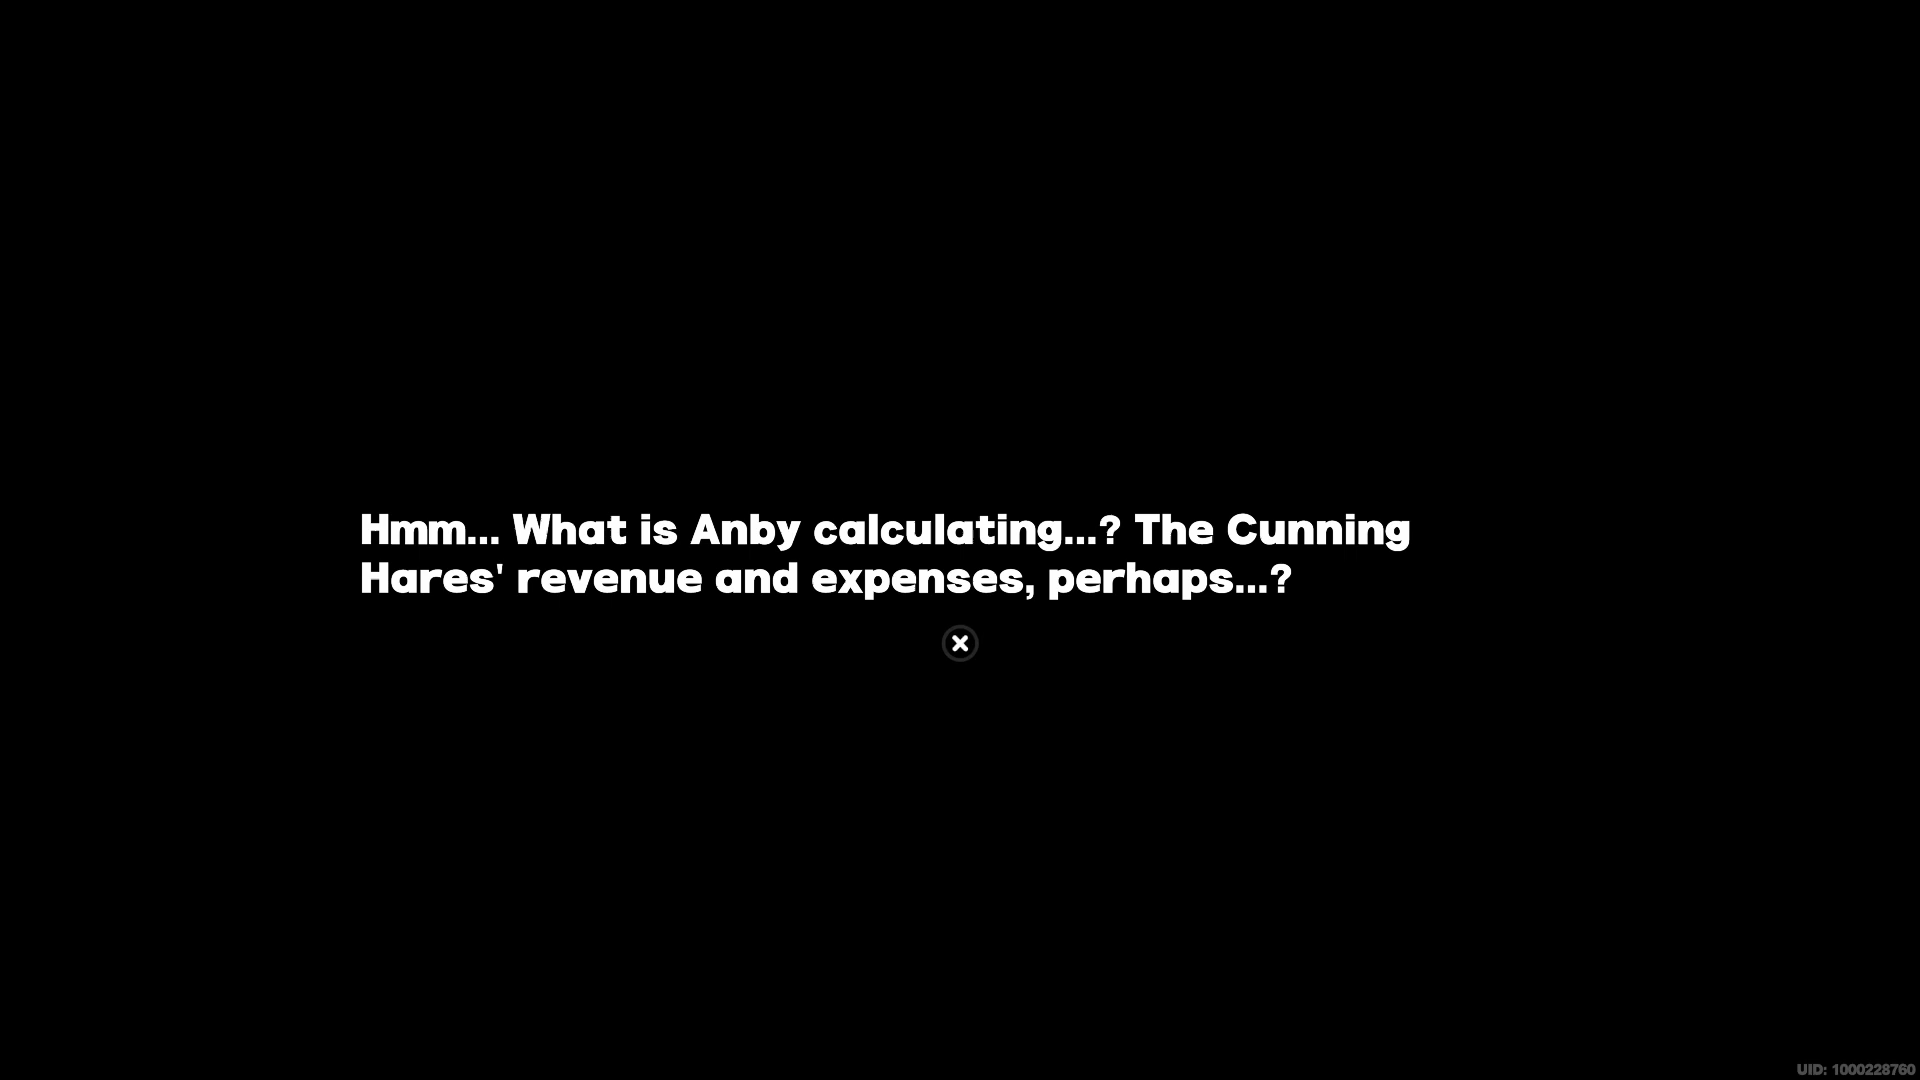 Hmm... What is Anby calculating...? The Cunning
Hares' revenue and expenses, perhaps...?
UID: 1000228760